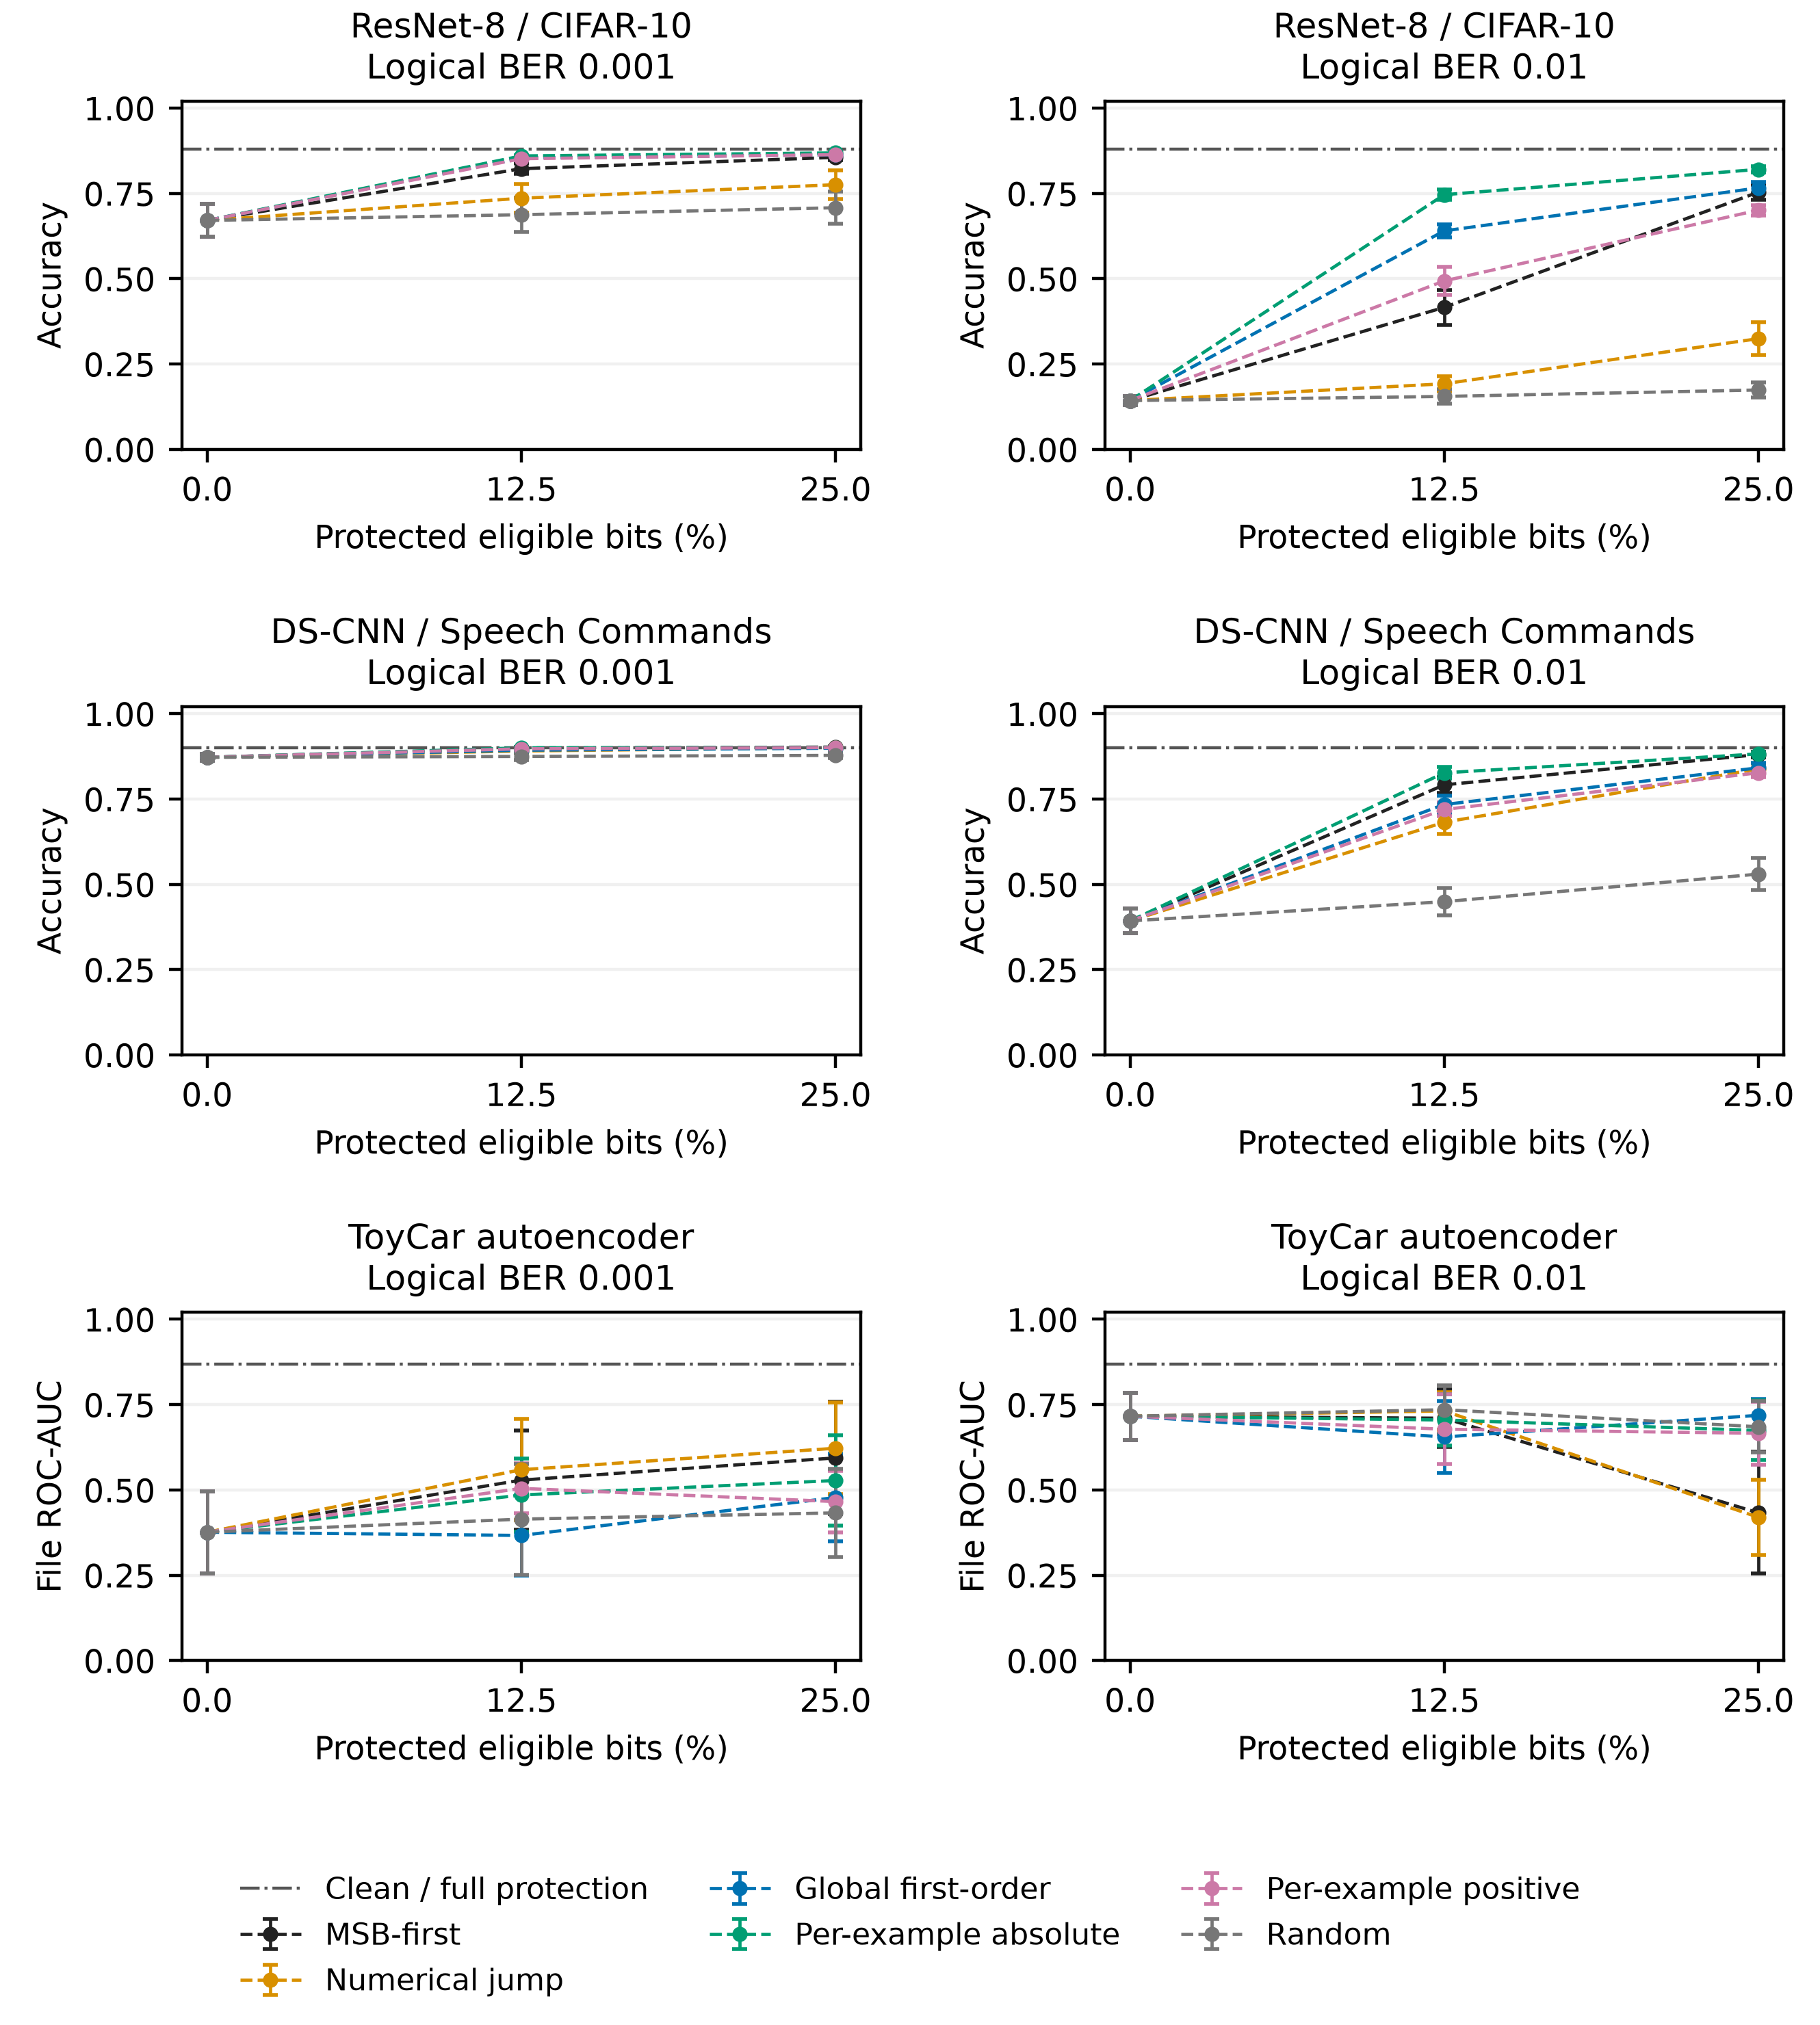 ResNet-8 / CIFAR-10
Logical BER 0.001
1.00
0.75
0.50
0.25
0.00
Accuracy
0.0 12.5 25.0
Protected eligible bits (%)
ResNet-8 / CIFAR-10
Logical BER 0.01
1.00
0.75
0.50
0.25
0.00
Accuracy
0.0 12.5 25.0
Protected eligible bits (%)
DS-CNN / Speech Commands
Logical BER 0.001
1.00
0.75
0.50
0.25
0.00
Accuracy
0.0 12.5 25.0
Protected eligible bits (%)
DS-CNN / Speech Commands
Logical BER 0.01
1.00
0.75
0.50
0.25
0.00
Accuracy
0.0 12.5 25.0
Protected eligible bits (%)
ToyCar autoencoder
Logical BER 0.001
1.00
0.75
0.50
0.25
0.00
File ROC-AUC
0.0 12.5 25.0
Protected eligible bits (%)
ToyCar autoencoder
Logical BER 0.01
1.00
0.75
0.50
0.25
0.00
File ROC-AUC
0.0 12.5 25.0
Protected eligible bits (%)
Clean / full protection
MSB-first
Numerical jump
Global first-order
Per-example absolute
Per-example positive
Random